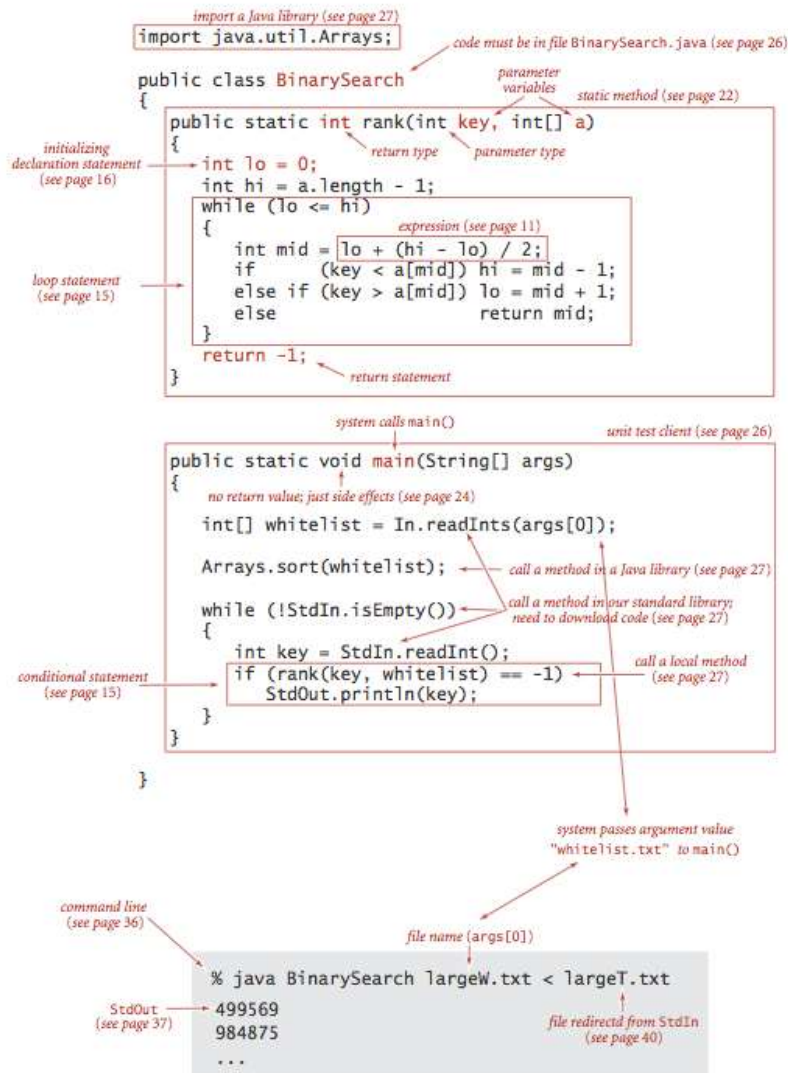 import a Java library (see page 27)
import java.util.Arrays;
code must be in file BinarySearch.java (see page 26)
public class BinarySearch
parameter
variables
static method (see page 22)
{
public static int rank(int key, int[] a)
{
return type
parameter type
initializing
declaration statement
(see page 16)
int lo = 0;
int hi = a.length - 1;
while (lo <= hi)
{
expression (see page 11)
int mid = lo + (hi - lo) / 2;
if (key < a[mid]) hi = mid - 1;
else if (key > a[mid]) lo = mid + 1;
else return mid;
}
loop statement
(see page 15)
return -1;
return statement
}
system calls main()
unit test client (see page 26)
public static void main(String[] args)
{
no return value; just side effects (see page 24)
int[] whitelist = In.readInts(args[0]);
Arrays.sort(whitelist);
call a method in a Java library (see page 27)
while (!StdIn.isEmpty())
call a method in our standard library;
need to download code (see page 27)
{
int key = StdIn.readInt();
if (rank(key, whitelist) == -1)
StdOut.println(key);
call a local method
(see page 27)
conditional statement
(see page 15)
}
}
}
system passes argument value
"whitelist.txt" to main()
command line
(see page 36)
file name (args[0])
% java BinarySearch largeW.txt < largeT.txt
StdOut
(see page 37)
499569
984875
...
file redirectd from StdIn
(see page 40)